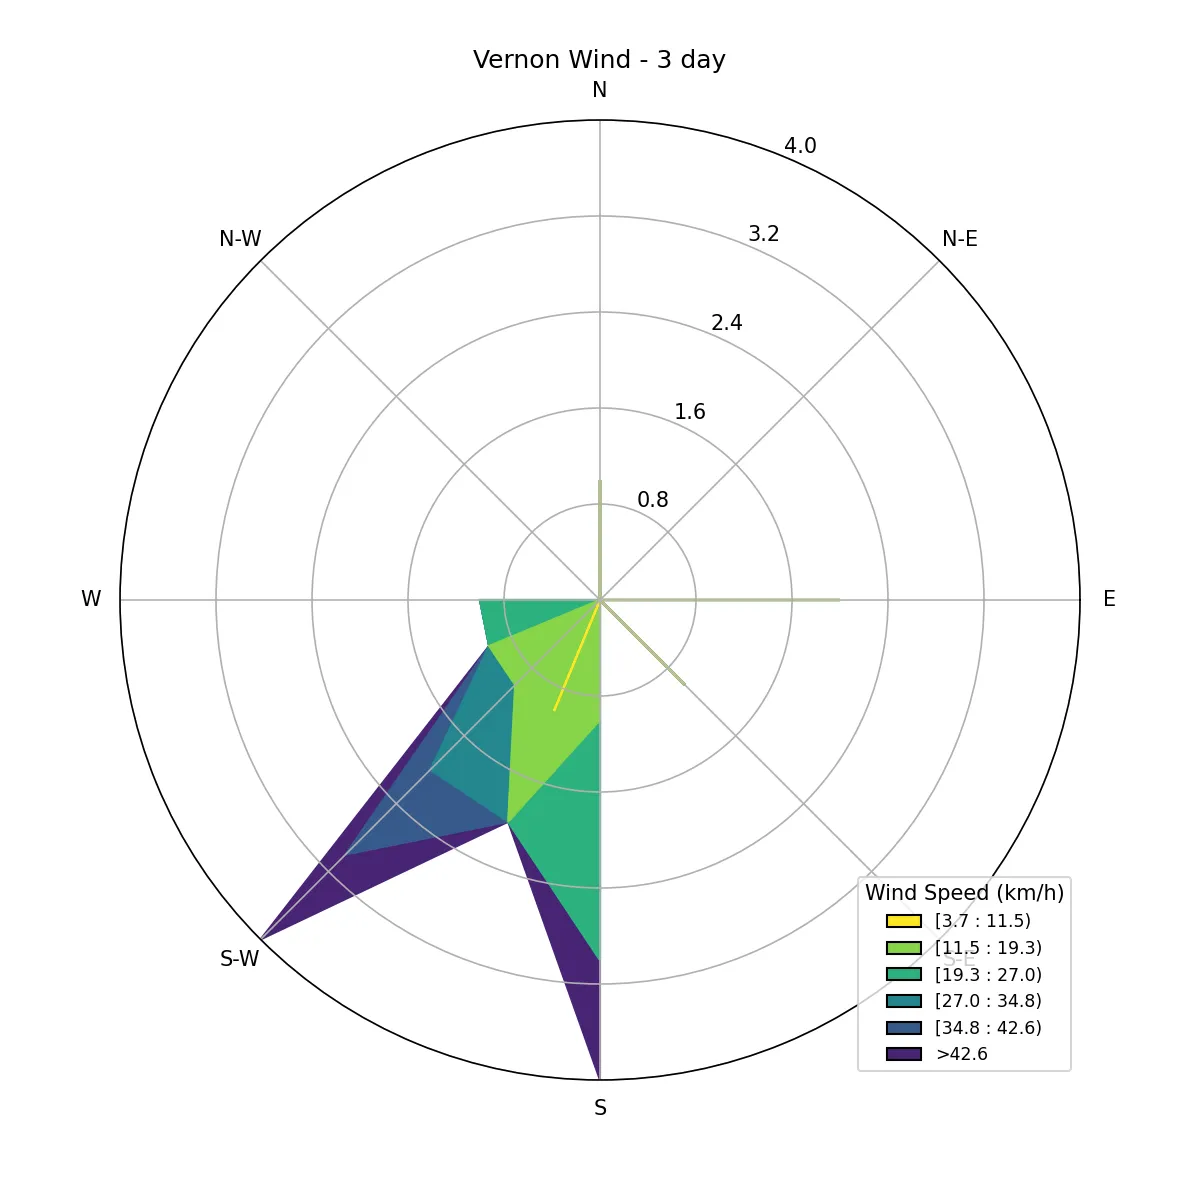 Vernon Wind - 3 day
N
4.0
N-W
3.2
N-E
2.4
1.6
0.8
W
E
S-W
S-E
S
Wind Speed (km/h)
[3.7 : 11.5)
[11.5 : 19.3)
[19.3 : 27.0)
[27.0 : 34.8)
[34.8 : 42.6)
>42.6